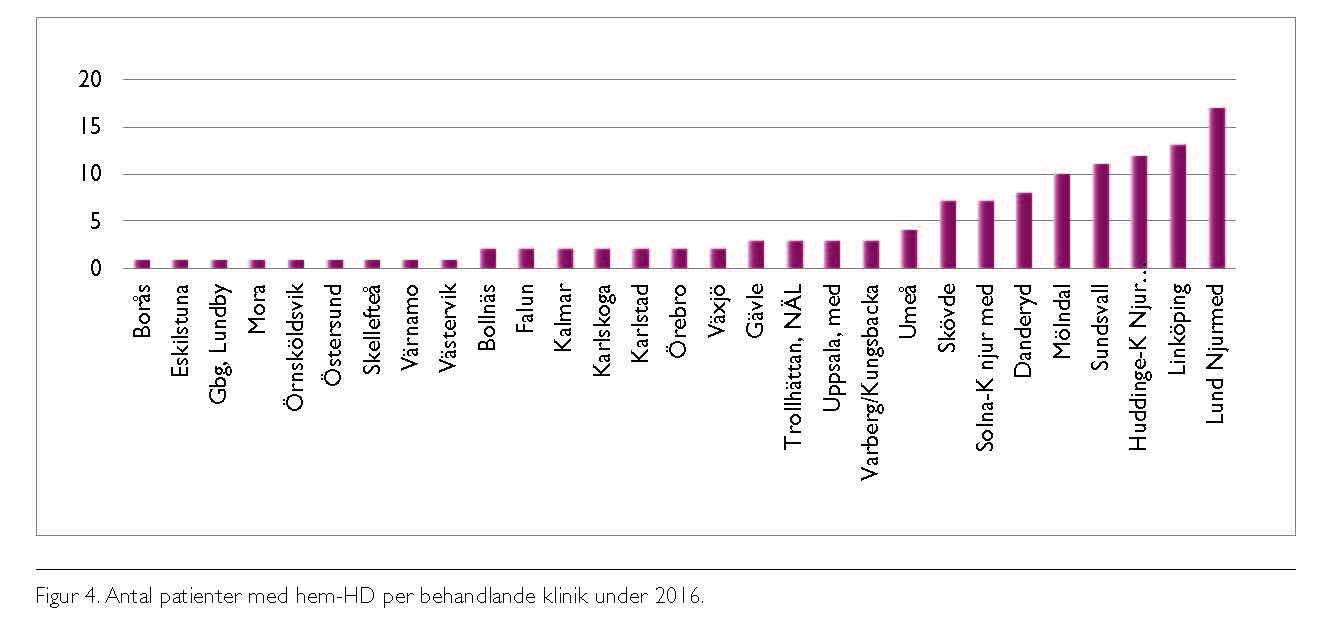 20
15
10
5
0
Borås
Eskilstuna
Gbg, Lundby
Mora
Örnsköldsvik
Östersund
Skellefteå
Värnamo
Västervik
Bollnäs
Falun
Kalmar
Karlskoga
Karlstad
Örebro
Växjö
Gävle
Trollhättan, NÄL
Uppsala, med
Varberg/Kungsbacka
Umeå
Skövde
Solna-K njur med
Danderyd
Mölndal
Sundsvall
Huddinge-K Njur…
Linköping
Lund Njurmed
Figur 4. Antal patienter med hem-HD per behandlande klinik under 2016.